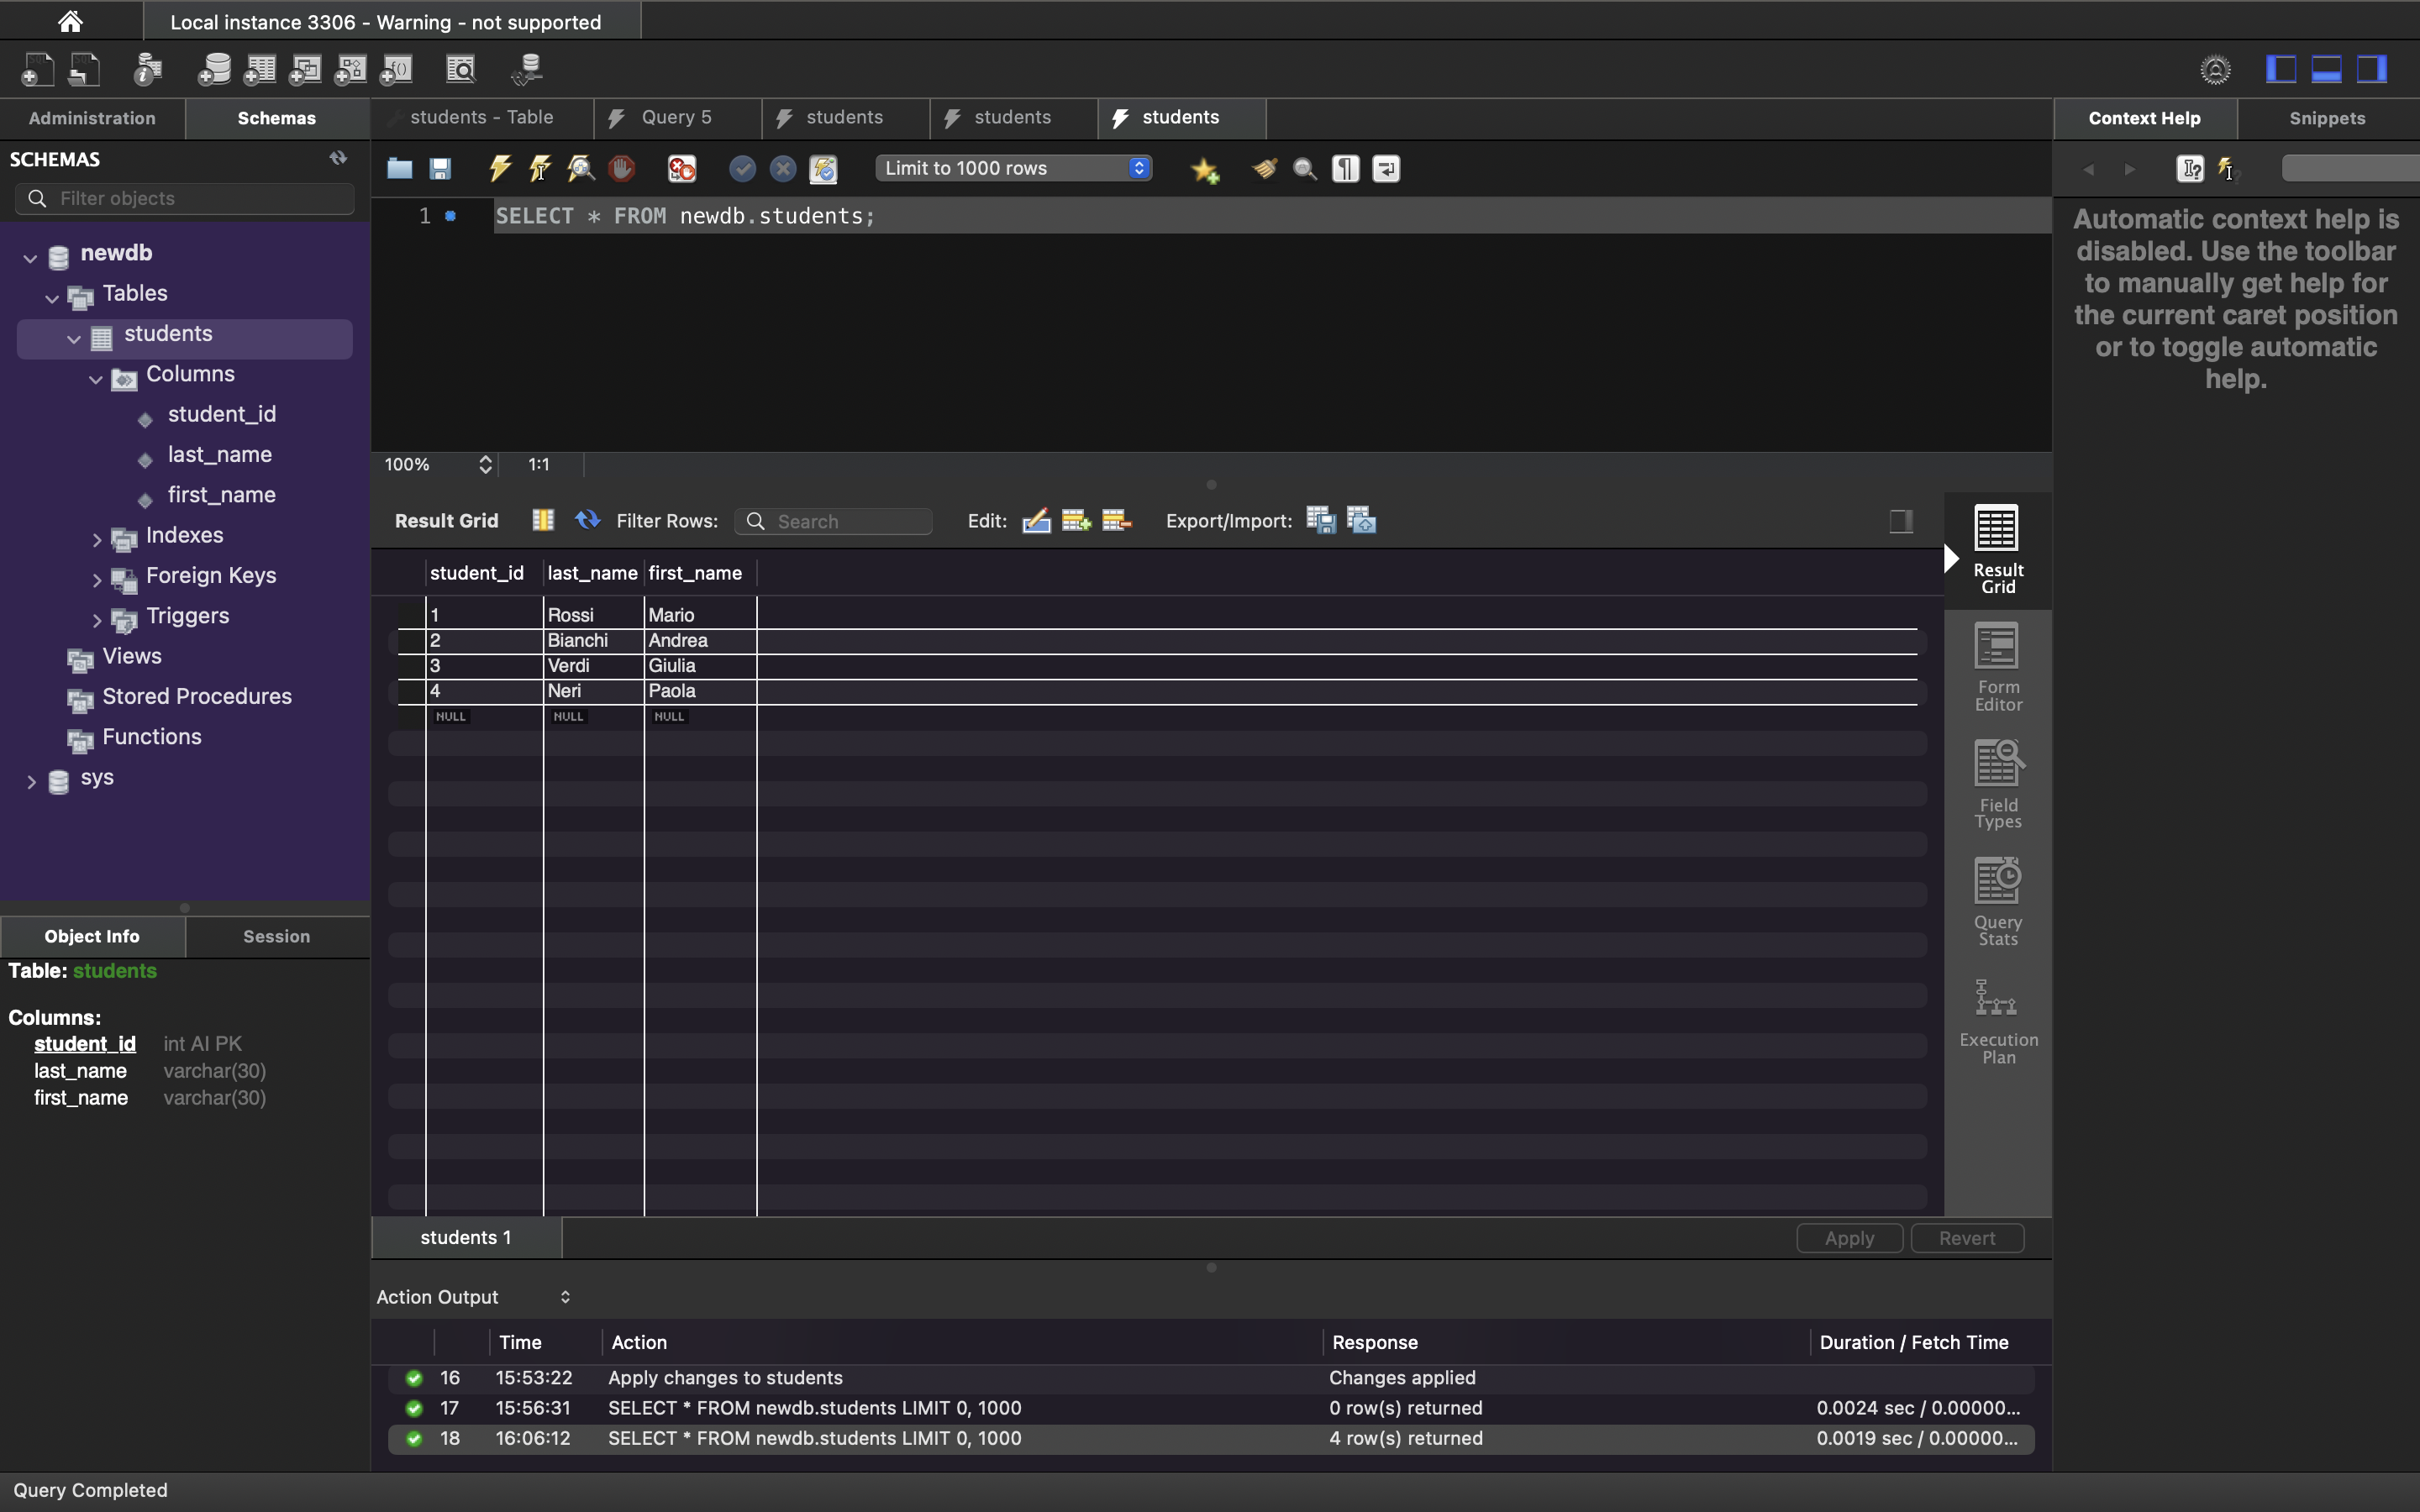 Local instance 3306 - Warning - not supported
Administration Schemas students - Table Query 5 students students students Context Help Snippets
SCHEMAS
Filter objects
Limit to 1000 rows
1 SELECT * FROM newdb.students;
newdb
Tables
students
Columns
student_id
last_name
first_name
Indexes
Foreign Keys
Triggers
Views
Stored Procedures
Functions
sys
Automatic context help is
disabled. Use the toolbar
to manually get help for
the current caret position
or to toggle automatic
help.
100% 1:1
Result Grid Filter Rows: Search Edit: Export/Import:
student_id last_name first_name
1 Rossi Mario
2 Bianchi Andrea
3 Verdi Giulia
4 Neri Paola
NULL NULL NULL
Result
Grid
Form
Editor
Field
Types
Query
Stats
Execution
Plan
Object Info Session
Table: students
Columns:
student_id int AI PK
last_name varchar(30)
first_name varchar(30)
students 1 Apply Revert
Action Output
Time Action Response Duration / Fetch Time
16 15:53:22 Apply changes to students Changes applied
17 15:56:31 SELECT * FROM newdb.students LIMIT 0, 1000 0 row(s) returned 0.0024 sec / 0.00000...
18 16:06:12 SELECT * FROM newdb.students LIMIT 0, 1000 4 row(s) returned 0.0019 sec / 0.00000...
Query Completed